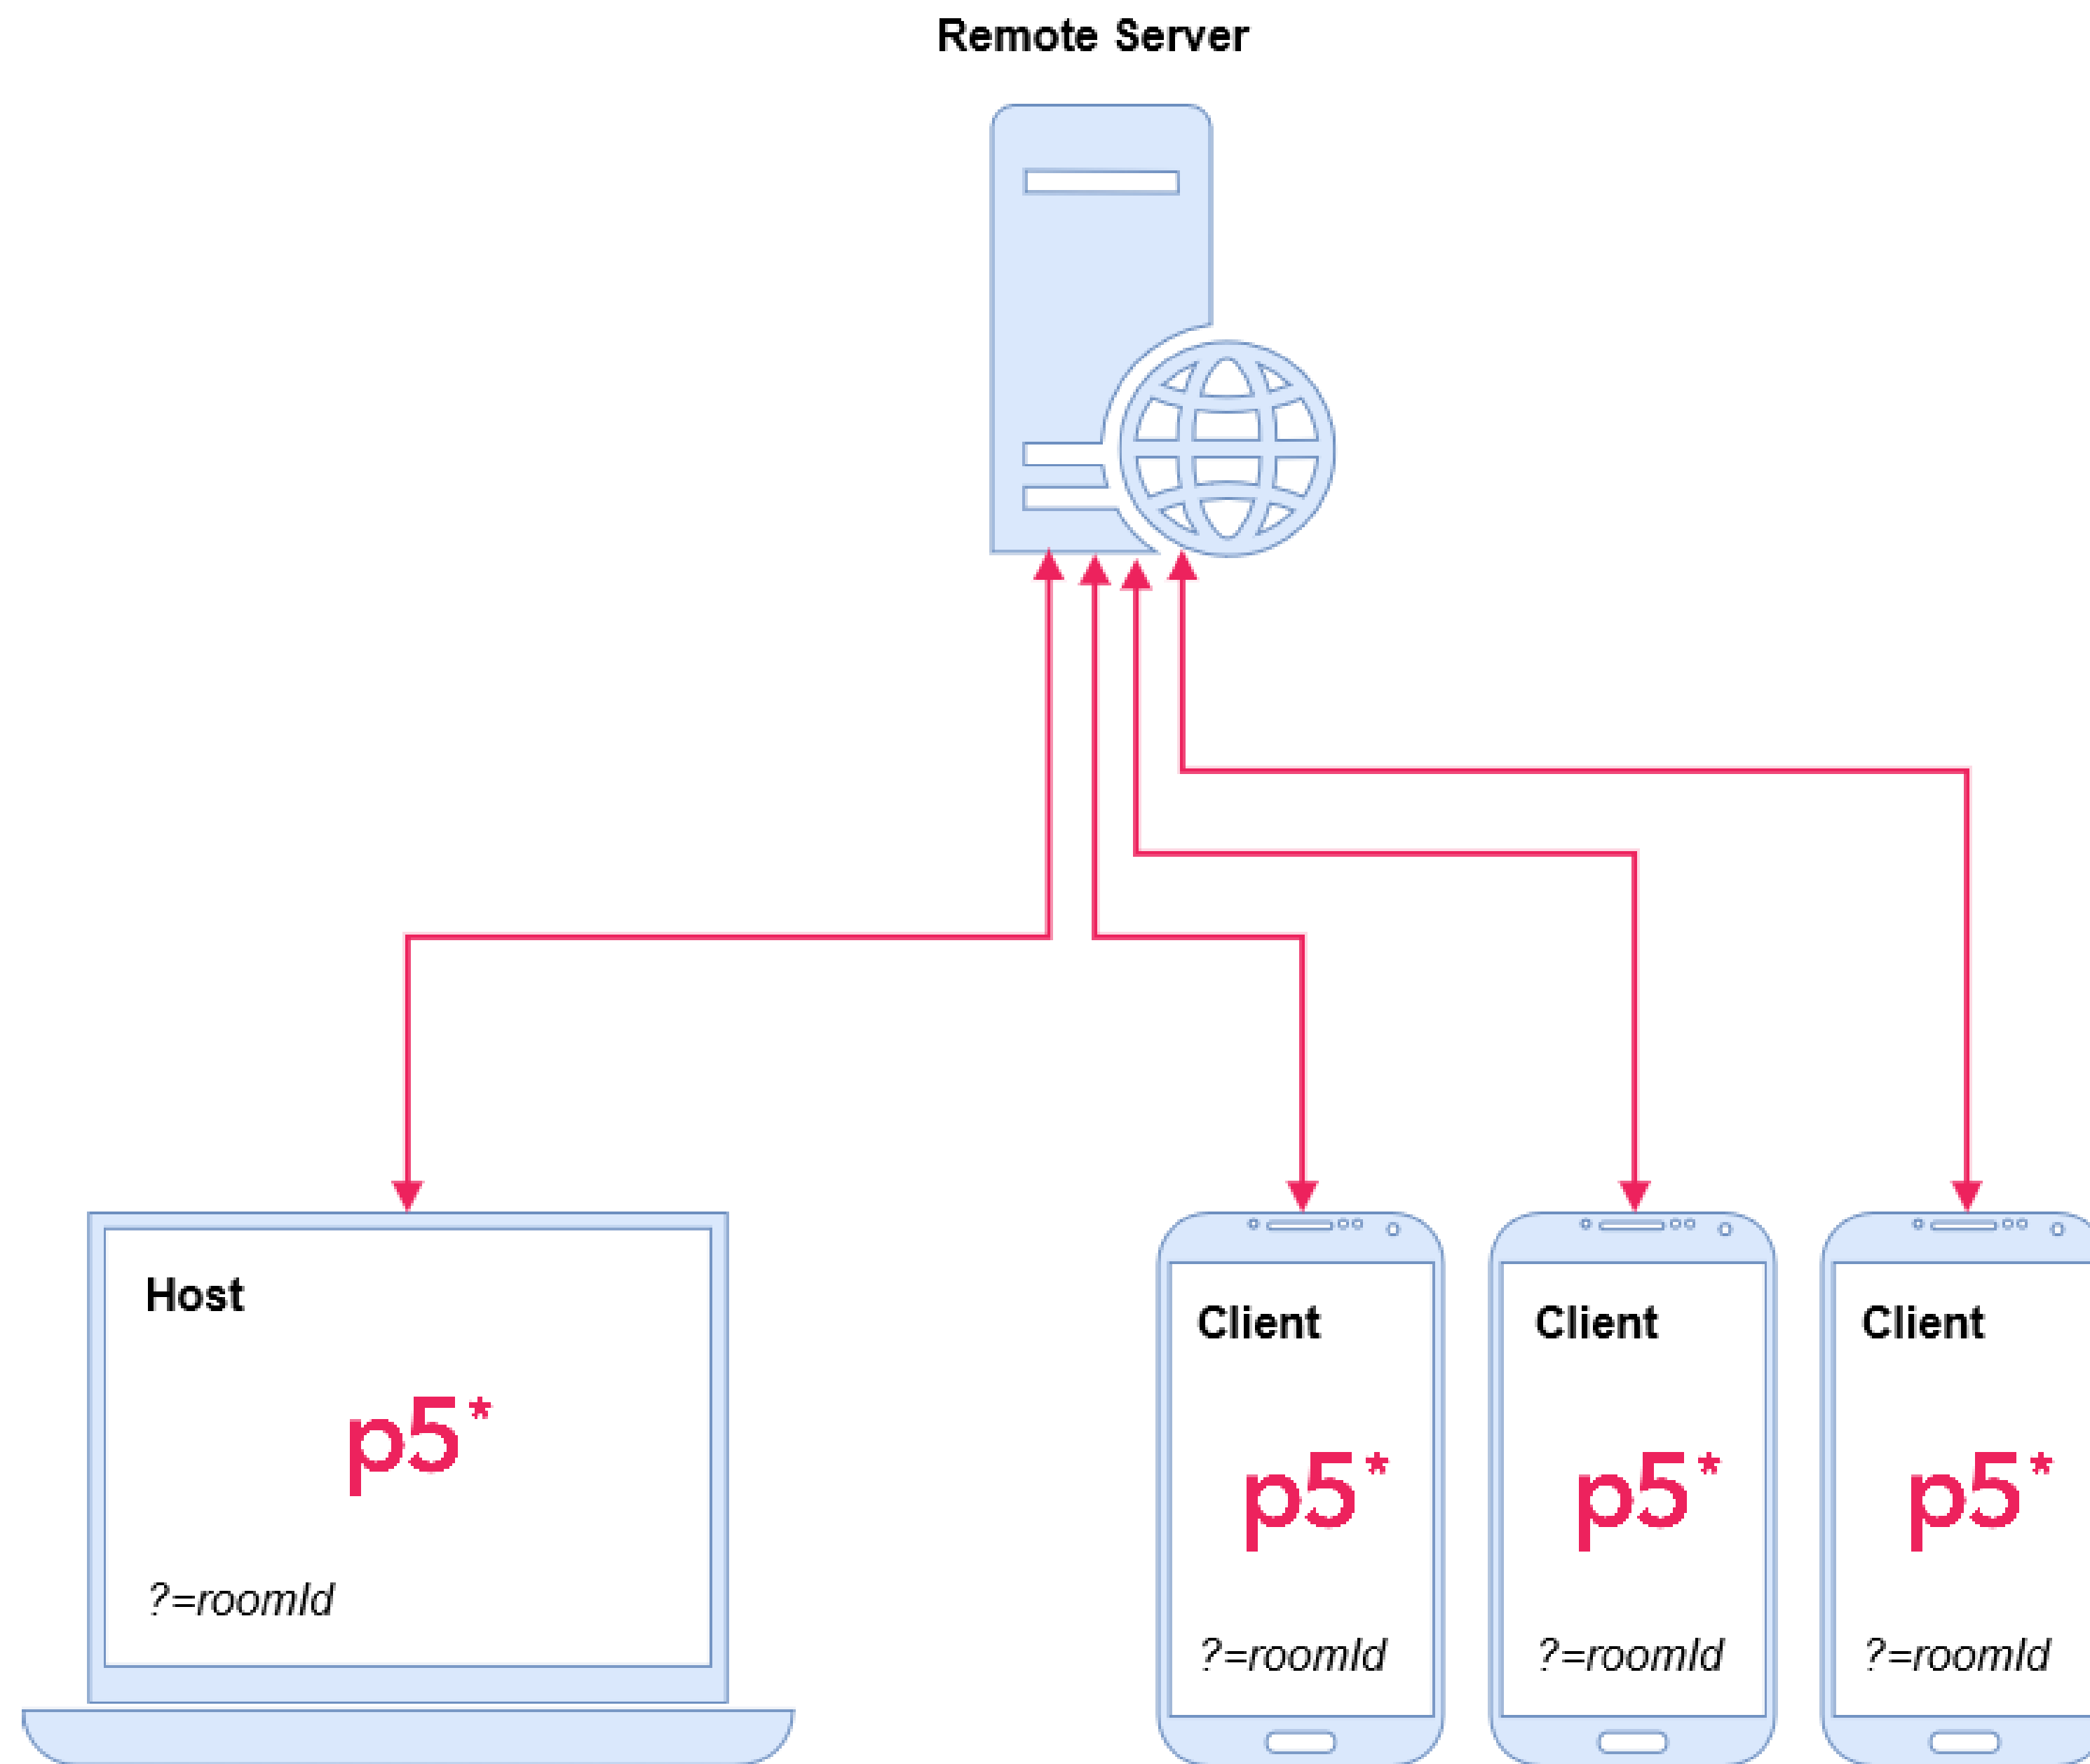 Remote Server
Host
p5*
?=roomId
Client
p5*
?=roomId
Client
p5*
?=roomId
Client
p5*
?=roomId